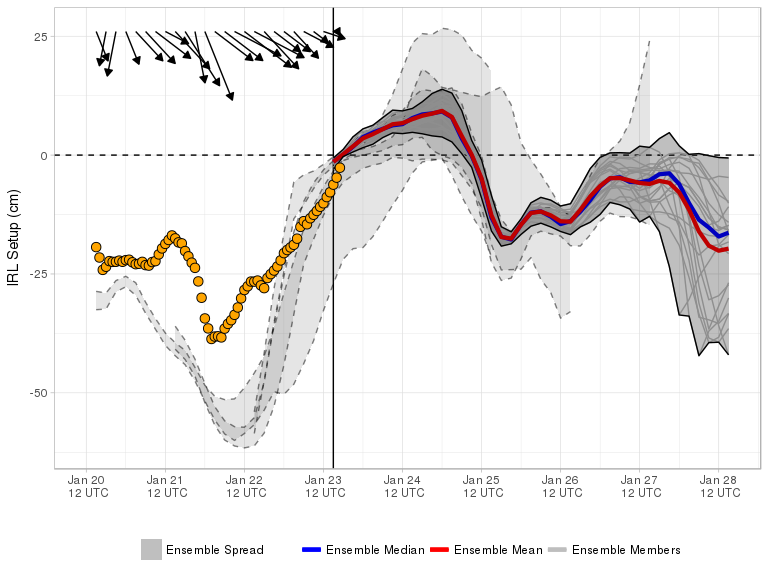 25
0
-25
-50
IRL Setup (cm)
Jan 20 Jan 21 Jan 22 Jan 23 Jan 24 Jan 25 Jan 26 Jan 27 Jan 28
12 UTC 12 UTC 12 UTC 12 UTC 12 UTC 12 UTC 12 UTC 12 UTC 12 UTC
Ensemble Spread Ensemble Median Ensemble Mean Ensemble Members